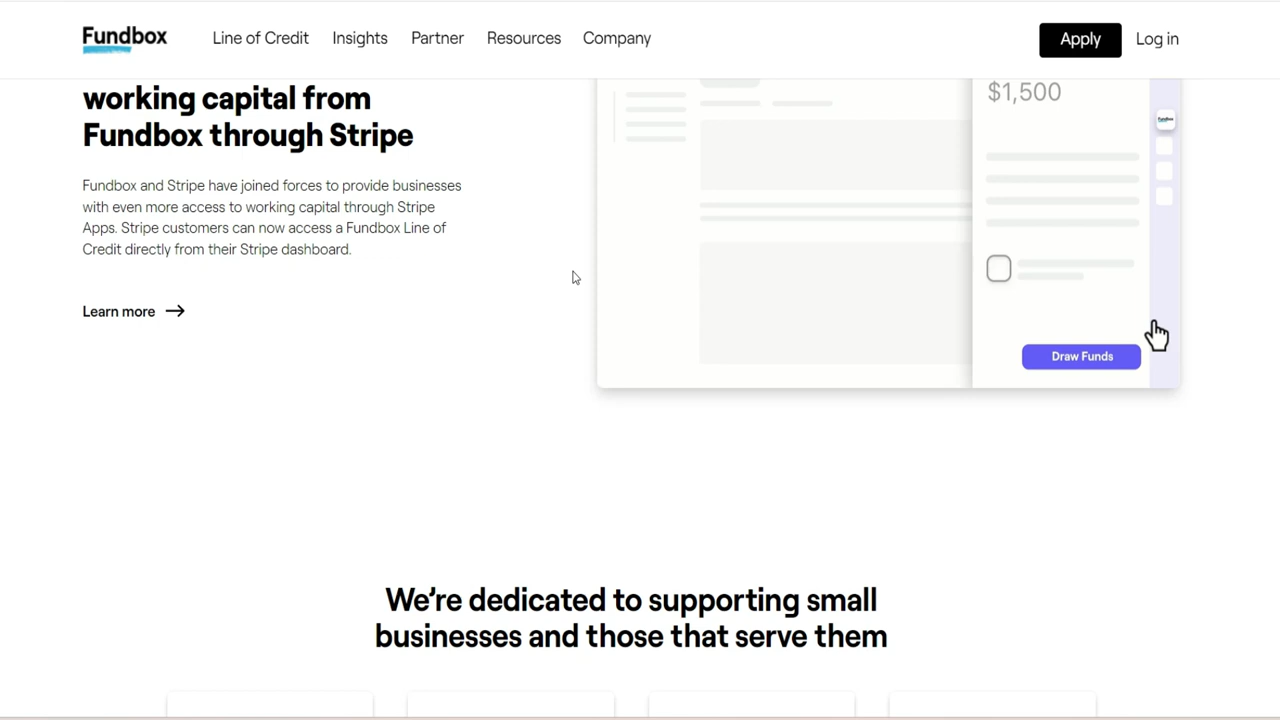 Fundbox
Line of Credit
Insights
Partner
Resources
Company
Apply
Log in
working capital from
Fundbox through Stripe
Fundbox and Stripe have joined forces to provide businesses
with even more access to working capital through Stripe
Apps. Stripe customers can now access a Fundbox Line of
Credit directly from their Stripe dashboard.
Learn more
$1,500
Fundbox
Draw Funds
We're dedicated to supporting small
businesses and those that serve them